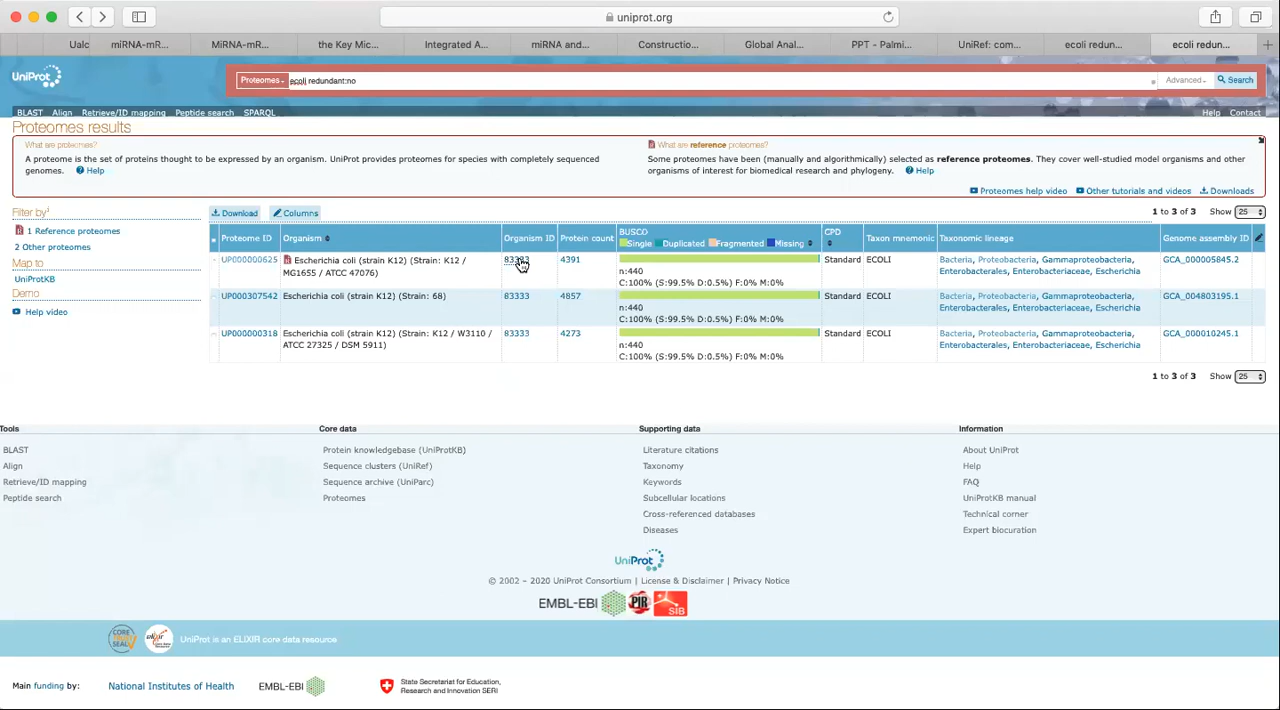 uniprot.org
Ualc
miRNA-mR...
MiRNA-mR...
the Key Mic...
Integrated A...
miRNA and...
Constructio...
Global Anal...
PPT - Palmi...
UniRef: com...
ecoli redun...
ecoli redun...
UniProt
Proteomes
ecoli redundant:no
Advanced
Search
BLAST Align Retrieve/ID mapping Peptide search SPARQL
Help Contact
Proteomes results
What are proteomes?
A proteome is the set of proteins thought to be expressed by an organism. UniProt provides proteomes for species with completely sequenced
genomes. Help
What are reference proteomes?
Some proteomes have been (manually and algorithmically) selected as reference proteomes. They cover well-studied model organisms and other
organisms of interest for biomedical research and phylogeny. Help
Proteomes help video Other tutorials and videos Downloads
Filter by¹
1 Reference proteomes
2 Other proteomes
Map to
UniProtKB
Demo
Help video
Download Columns
1 to 3 of 3 Show 25
Proteome ID Organism Organism ID Protein count BUSCO CPD Taxon mnemonic Taxonomic lineage Genome assembly ID
Single Duplicated Fragmented Missing
UP000000625 Escherichia coli (strain K12) (Strain: K12 / 83333 4391 Standard ECOLI Bacteria, Proteobacteria, Gammaproteobacteria, GCA_000005845.2
MG1655 / ATCC 47076) n:440 Enterobacterales, Enterobacteriaceae, Escherichia
C:100% (S:99.5% D:0.5%) F:0% M:0%
UP000307542 Escherichia coli (strain K12) (Strain: 68) 83333 4857 Standard ECOLI Bacteria, Proteobacteria, Gammaproteobacteria, GCA_004803195.1
n:440 Enterobacterales, Enterobacteriaceae, Escherichia
C:100% (S:99.5% D:0.5%) F:0% M:0%
UP000000318 Escherichia coli (strain K12) (Strain: K12 / W3110 / 83333 4273 Standard ECOLI Bacteria, Proteobacteria, Gammaproteobacteria, GCA_000010245.1
ATCC 27325 / DSM 5911) n:440 Enterobacterales, Enterobacteriaceae, Escherichia
C:100% (S:99.5% D:0.5%) F:0% M:0%
1 to 3 of 3 Show 25
Tools
BLAST
Align
Retrieve/ID mapping
Peptide search
Core data
Protein knowledgebase (UniProtKB)
Sequence clusters (UniRef)
Sequence archive (UniParc)
Proteomes
Supporting data
Literature citations
Taxonomy
Keywords
Subcellular locations
Cross-referenced databases
Diseases
Information
About UniProt
Help
FAQ
UniProtKB manual
Technical corner
Expert biocuration
UniProt
© 2002 – 2020 UniProt Consortium | License & Disclaimer | Privacy Notice
EMBL-EBI PIR SIB
CORE DATA SEAL elixir UniProt is an ELIXIR core data resource
Main funding by: National Institutes of Health EMBL-EBI State Secretariat for Education,
Research and Innovation SERI